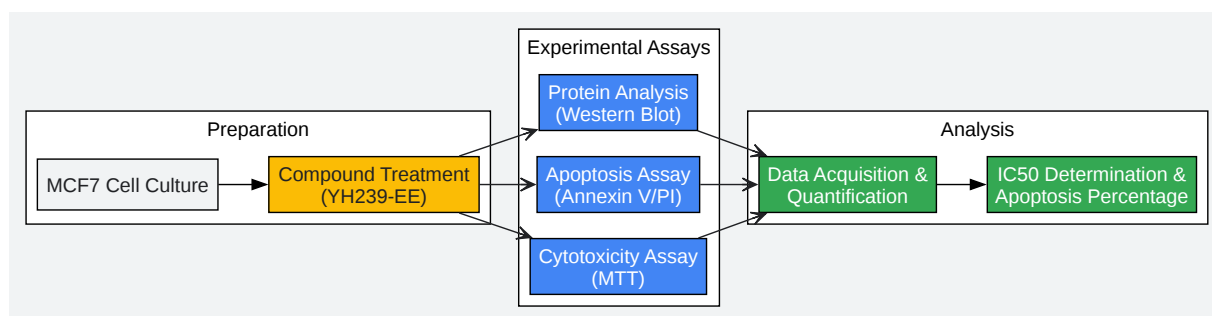 Preparation
MCF7 Cell Culture
Compound Treatment
(YH239-EE)
Experimental Assays
Protein Analysis
(Western Blot)
Apoptosis Assay
(Annexin V/PI)
Cytotoxicity Assay
(MTT)
Analysis
Data Acquisition &
Quantification
IC50 Determination &
Apoptosis Percentage